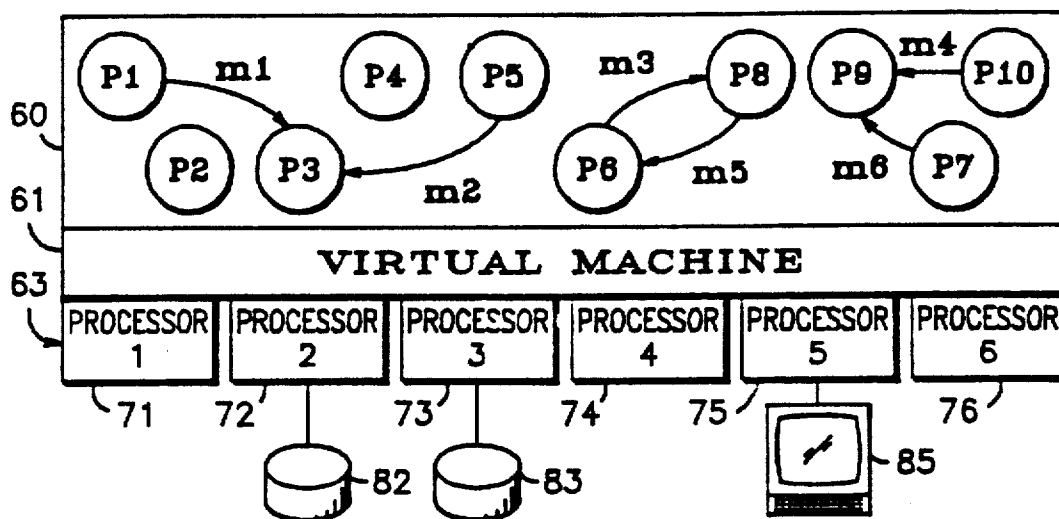 P1 m1 P4 P5 m3 P8 P9 m4 P10
60
P2 P3 m2 P6 m5 m6 P7
61
VIRTUAL MACHINE
63
PROCESSOR 1 PROCESSOR 2 PROCESSOR 3 PROCESSOR 4 PROCESSOR 5 PROCESSOR 6
71 72 73 74 75 76
82 83 85